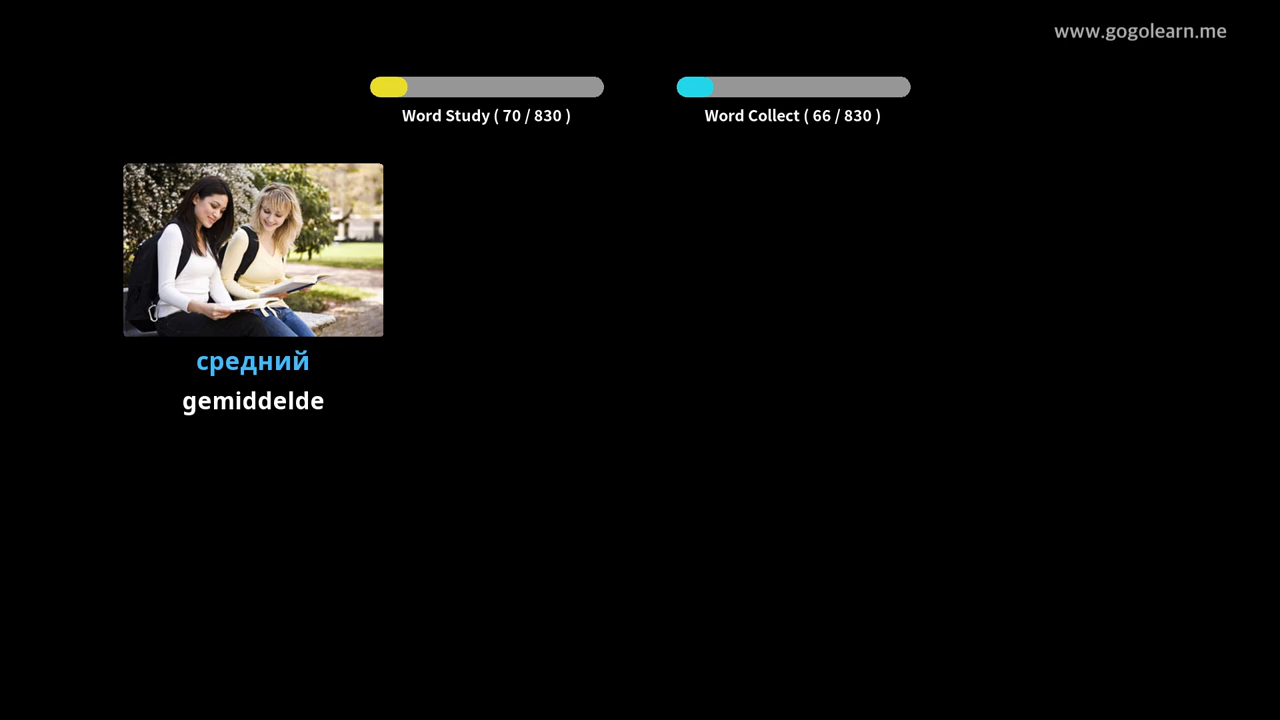 www.gogolearn.me
Word Study ( 70 / 830 )
Word Collect ( 66 / 830 )
средний
gemiddelde